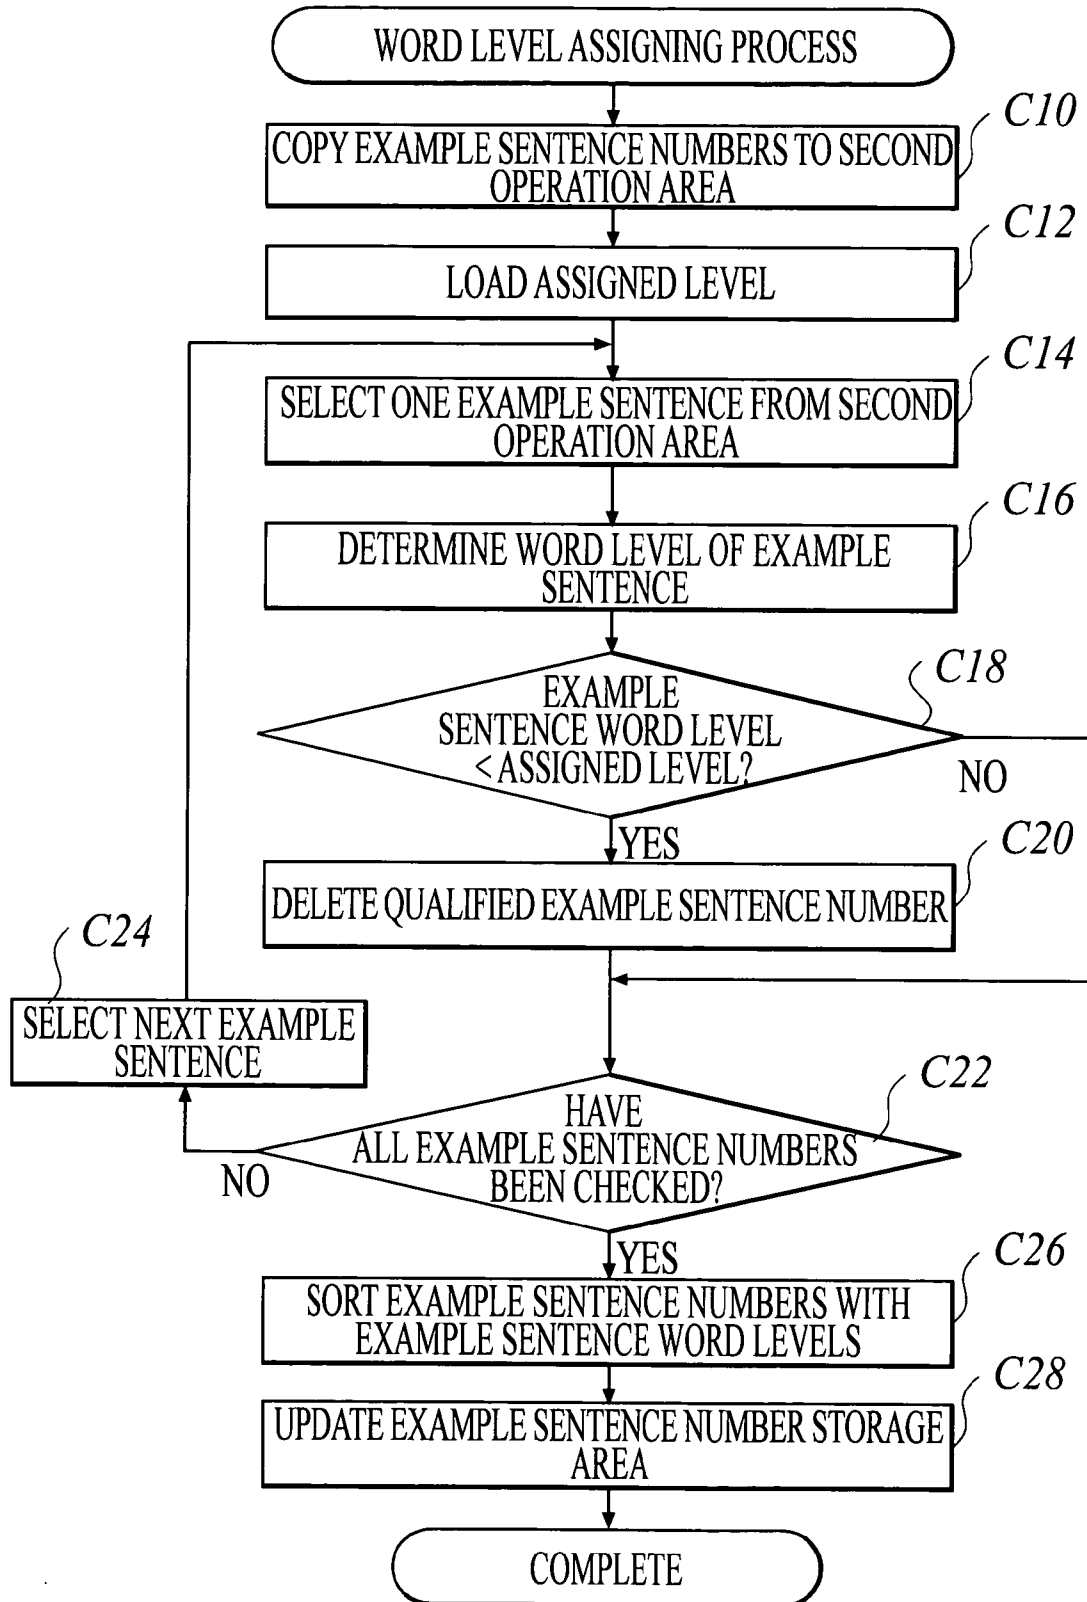 WORD LEVEL ASSIGNING PROCESS
C10
COPY EXAMPLE SENTENCE NUMBERS TO SECOND
OPERATION AREA
C12
LOAD ASSIGNED LEVEL
C14
SELECT ONE EXAMPLE SENTENCE FROM SECOND
OPERATION AREA
C16
DETERMINE WORD LEVEL OF EXAMPLE
SENTENCE
C18
EXAMPLE
SENTENCE WORD LEVEL
< ASSIGNED LEVEL?
NO
YES
C20
DELETE QUALIFIED EXAMPLE SENTENCE NUMBER
C24
SELECT NEXT EXAMPLE
SENTENCE
C22
HAVE
ALL EXAMPLE SENTENCE NUMBERS
BEEN CHECKED?
NO
YES
C26
SORT EXAMPLE SENTENCE NUMBERS WITH
EXAMPLE SENTENCE WORD LEVELS
C28
UPDATE EXAMPLE SENTENCE NUMBER STORAGE
AREA
COMPLETE